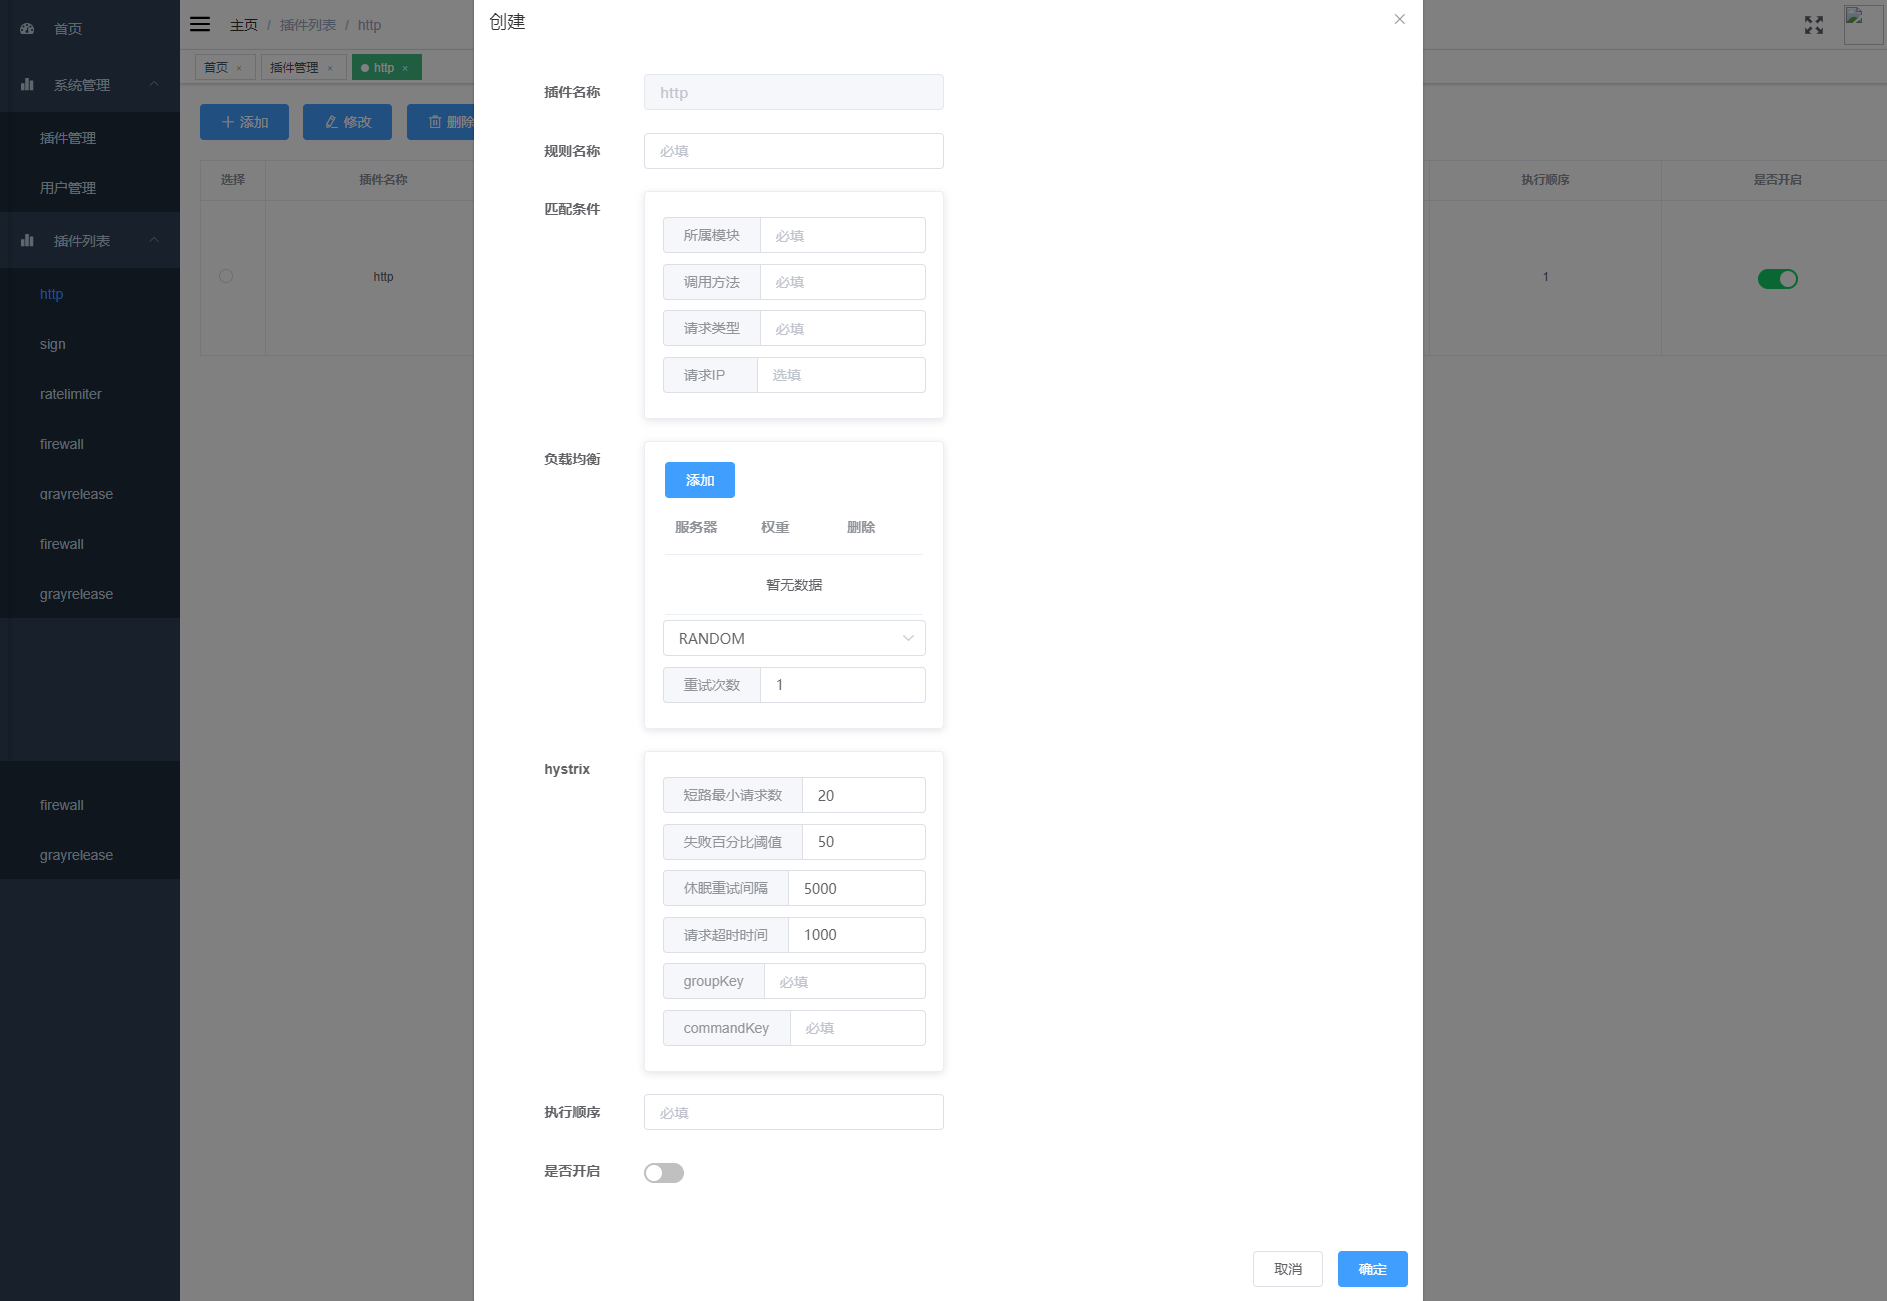 首页
系统管理
插件管理
用户管理
插件列表
http
sign
ratelimiter
firewall
grayrelease
firewall
grayrelease
firewall
grayrelease
主页 / 插件列表 / http
首页 ×
插件管理 ×
http ×
添加
修改
删除
选择 插件名称 执行顺序 是否开启
http 1
创建
插件名称 http
规则名称 必填
匹配条件
所属模块 必填
调用方法 必填
请求类型 必填
请求IP 选填
负载均衡
添加
服务器 权重 删除
暂无数据
RANDOM
重试次数 1
hystrix
短路最小请求数 20
失败百分比阈值 50
休眠重试间隔 5000
请求超时时间 1000
groupKey 必填
commandKey 必填
执行顺序 必填
是否开启
取消 确定